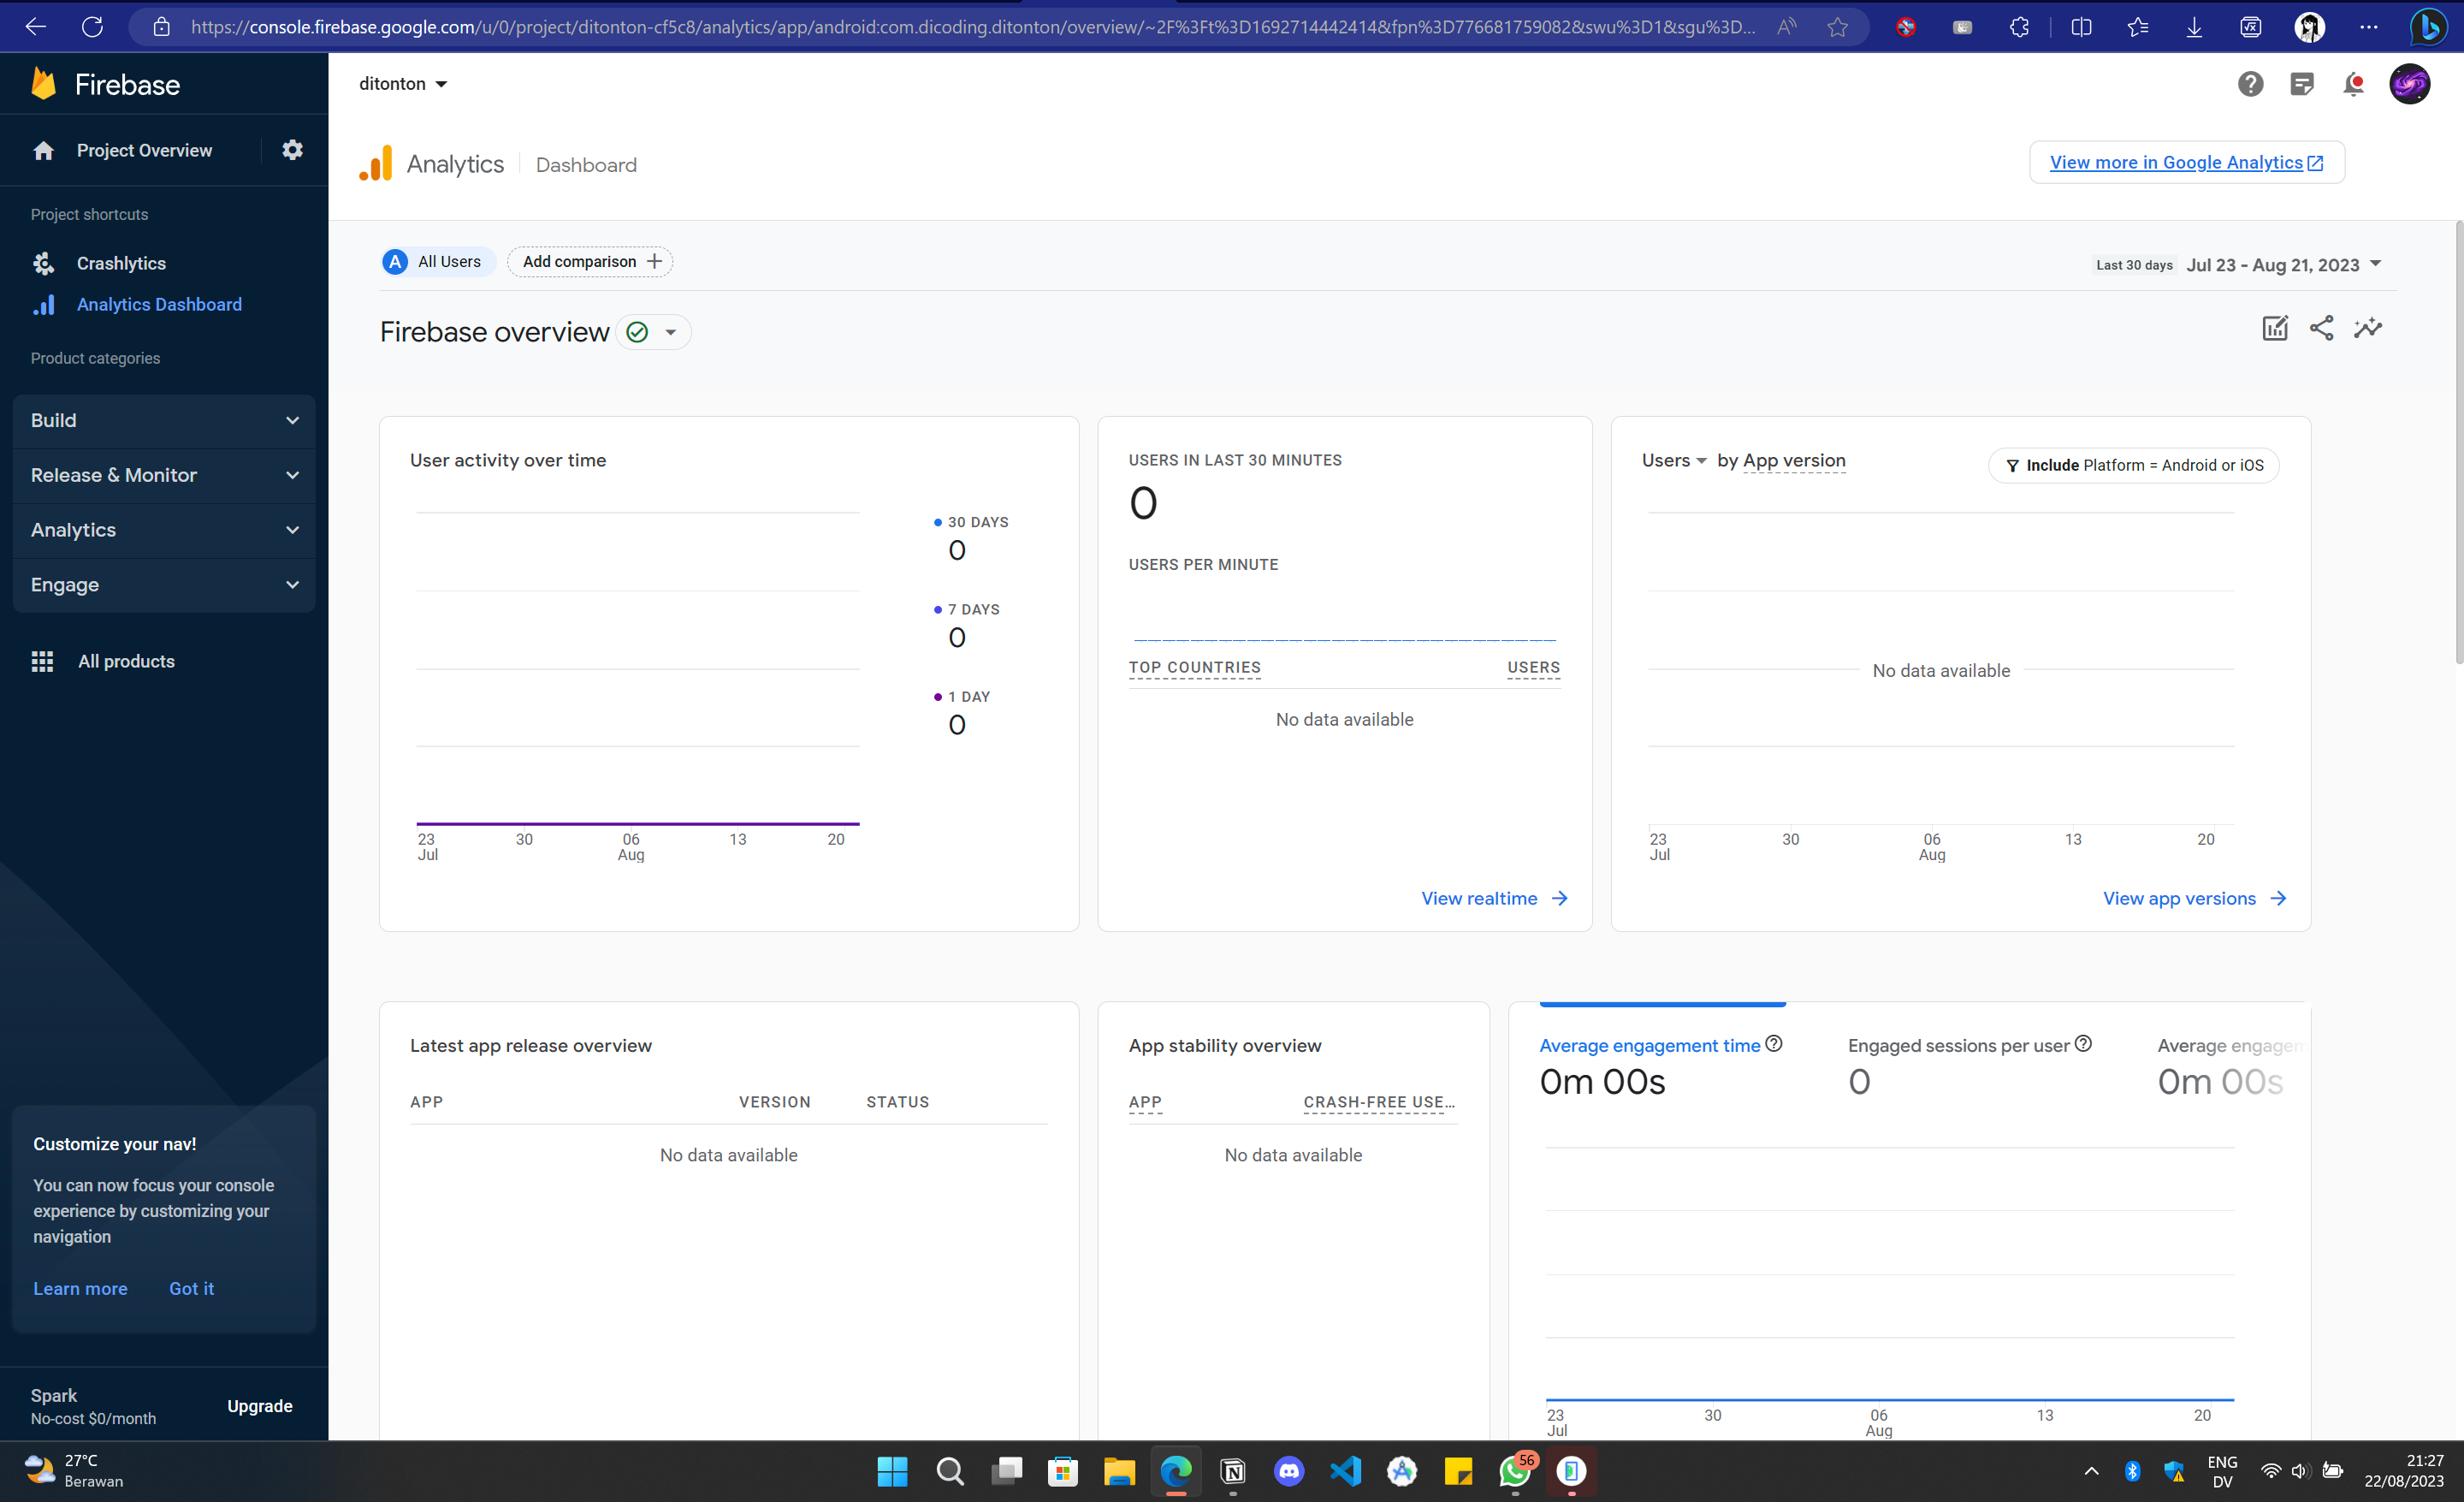 https://console.firebase.google.com/u/0/project/ditonton-cf5c8/analytics/app/android:com.dicoding.ditonton/overview/~2F%3Ft%3D1692714442414&fpn%3D776681759082&swu%3D1&sgu%3D...
Firebase
ditonton
Project Overview
Analytics
Dashboard
View more in Google Analytics
Project shortcuts
Crashlytics
Analytics Dashboard
Product categories
Build
Release & Monitor
Analytics
Engage
All products
A All Users
Add comparison
Last 30 days Jul 23 - Aug 21, 2023
Firebase overview
User activity over time
30 DAYS
0
7 DAYS
0
1 DAY
0
23 30 06 13 20
Jul Aug
USERS IN LAST 30 MINUTES
0
USERS PER MINUTE
TOP COUNTRIES USERS
No data available
View realtime
Users by App version
Include Platform = Android or iOS
No data available
23 30 06 13 20
Jul Aug
View app versions
Latest app release overview
APP VERSION STATUS
No data available
App stability overview
APP CRASH-FREE USE...
No data available
Average engagement time
0m 00s
Engaged sessions per user
0
Average engagem
0m 00s
23 30 06 13 20
Jul Aug
Customize your nav!
You can now focus your console
experience by customizing your
navigation
Learn more Got it
Spark
No-cost $0/month
Upgrade
27°C
Berawan
56
ENG
DV
21:27
22/08/2023